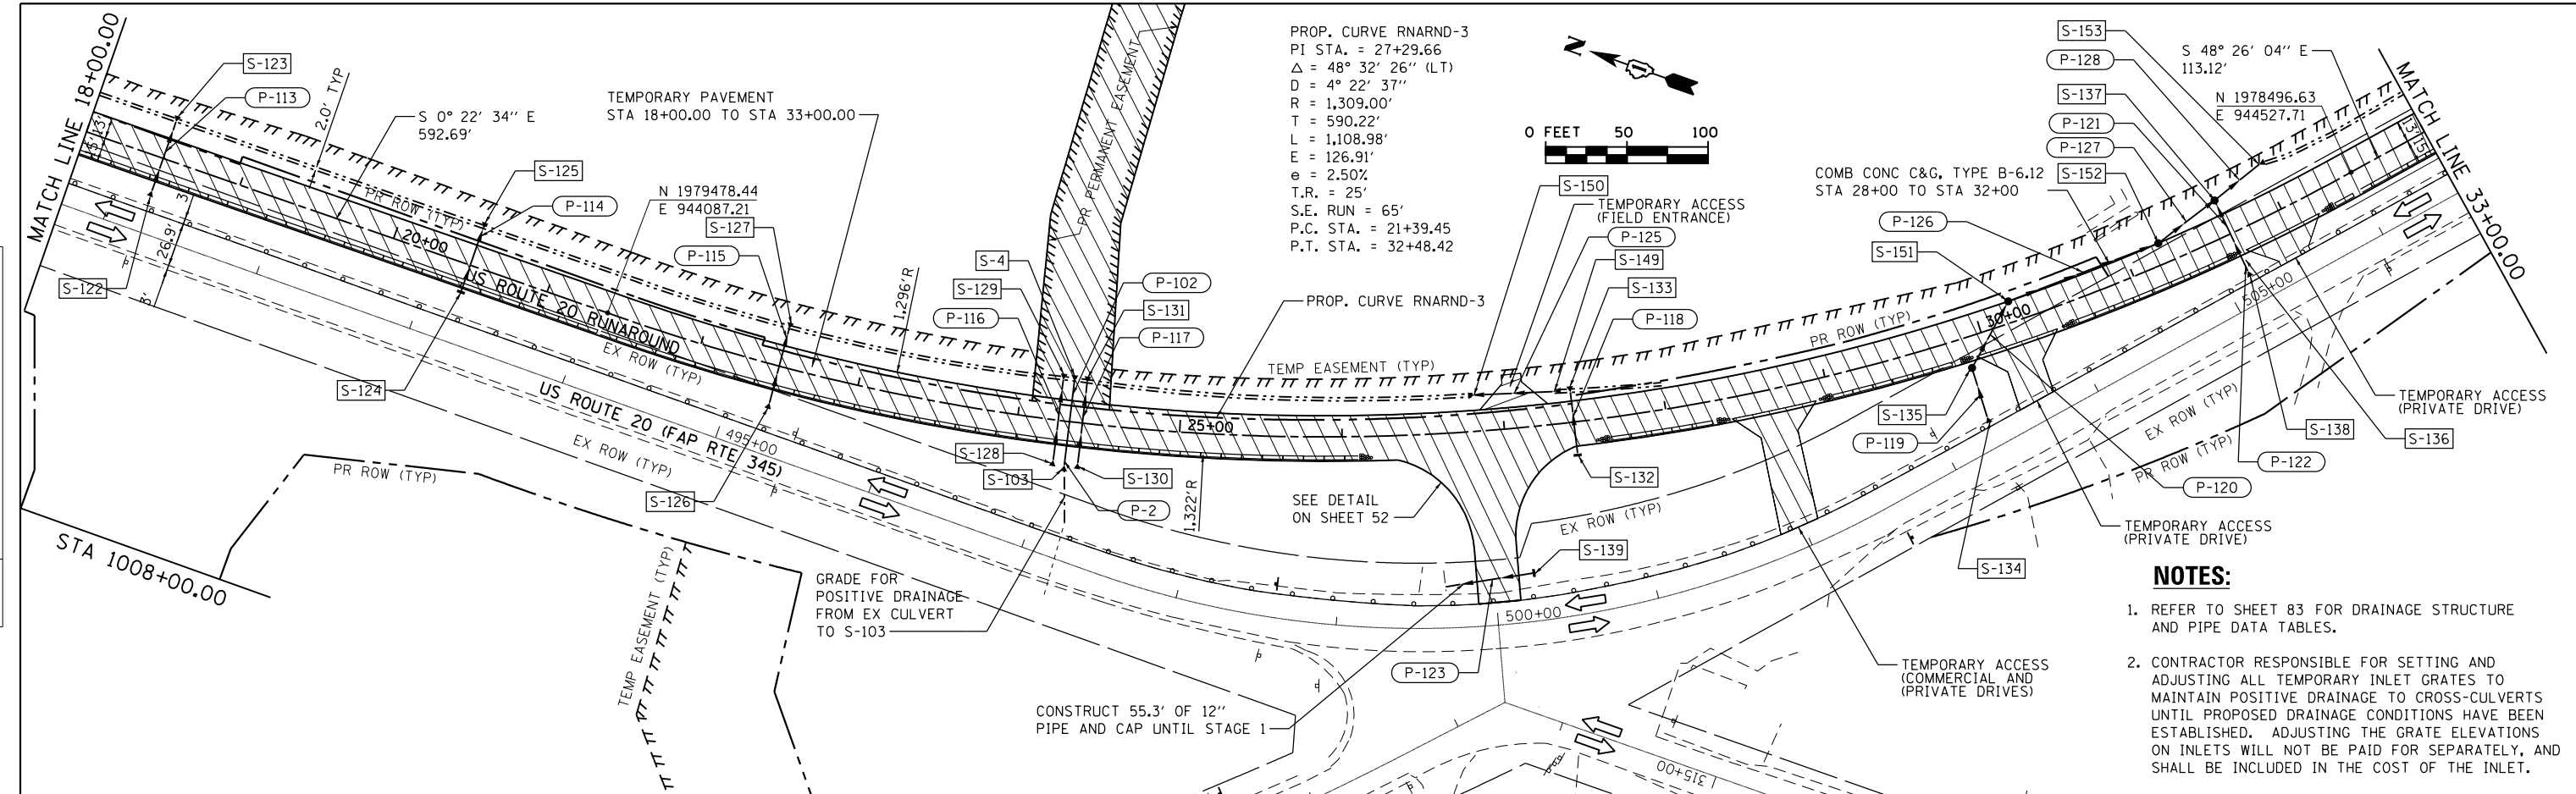 MATCH LINE 18+00.00
15'
13'
S-123
P-113
2.0' TYP
S 0° 22' 34" E
592.69'
TEMPORARY PAVEMENT
STA 18+00.00 TO STA 33+00.00
PR ROW (TYP)
20+00
S-125
P-114
N 1979478.44
E 944087.21
S-127
P-115
S-122
3'
26.9'
3'
US ROUTE 20 RUNAROUND
EX ROW (TYP)
S-124
US ROUTE 20 (FAP RTE 345)
EX ROW (TYP)
495+00
S-126
PR ROW (TYP)
STA 1008+00.00
TEMP EASEMENT (TYP)
1,296'R
S-4
S-129
P-116
PR PERMANENT EASEMENT
P-102
S-131
P-117
S-128
S-103
S-130
P-2
1,322'R
GRADE FOR
POSITIVE DRAINAGE
FROM EX CULVERT
TO S-103
PROP. CURVE RNARND-3
PI STA. = 27+29.66
Δ = 48° 32' 26" (LT)
D = 4° 22' 37"
R = 1,309.00'
T = 590.22'
L = 1,108.98'
E = 126.91'
e = 2.50%
T.R. = 25'
S.E. RUN = 65'
P.C. STA. = 21+39.45
P.T. STA. = 32+48.42
N
0 FEET 50 100
PROP. CURVE RNARND-3
TEMP EASEMENT (TYP)
25+00
S-150
TEMPORARY ACCESS
(FIELD ENTRANCE)
P-125
S-149
S-133
P-118
S-132
SEE DETAIL
ON SHEET 52
EX ROW (TYP)
S-139
500+00
P-123
CONSTRUCT 55.3' OF 12"
PIPE AND CAP UNTIL STAGE 1
315+00
COMB CONC C&G, TYPE B-6.12
STA 28+00 TO STA 32+00
S-153
P-128
S-137
P-121
P-127
S-152
P-126
S-151
PR ROW (TYP)
30+00
S 48° 26' 04" E
113.12'
N 1978496.63
E 944527.71
13'
15'
MATCH LINE 33+00.00
505+00
S-135
P-119
TEMPORARY ACCESS
(PRIVATE DRIVE)
EX ROW (TYP)
PR ROW (TYP)
S-138
S-136
P-122
P-120
TEMPORARY ACCESS
(PRIVATE DRIVE)
S-134
TEMPORARY ACCESS
(COMMERCIAL AND
(PRIVATE DRIVES)
NOTES:
1. REFER TO SHEET 83 FOR DRAINAGE STRUCTURE
AND PIPE DATA TABLES.
2. CONTRACTOR RESPONSIBLE FOR SETTING AND
ADJUSTING ALL TEMPORARY INLET GRATES TO
MAINTAIN POSITIVE DRAINAGE TO CROSS-CULVERTS
UNTIL PROPOSED DRAINAGE CONDITIONS HAVE BEEN
ESTABLISHED. ADJUSTING THE GRATE ELEVATIONS
ON INLETS WILL NOT BE PAID FOR SEPARATELY, AND
SHALL BE INCLUDED IN THE COST OF THE INLET.